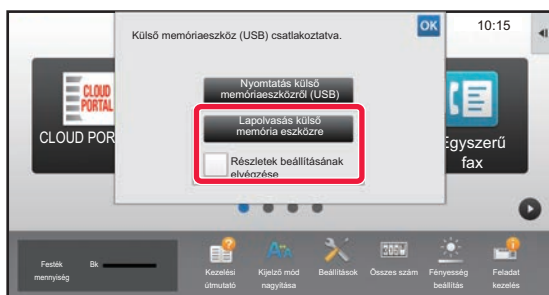 Külső memóriaeszköz (USB) csatlakoztatva.
OK
10:15
Nyomtatás külső
memóriaeszközről (USB)
Lapolvasás külső
memória eszközre
Részletek beállításának
elvégzése
CLOUD
PORTAL
CLOUD POR
Egyszerű
fax
Festék
mennyiség
Bk
Kezelési
útmutató
Kijelző mód
nagyítása
Beállítások
Összes szám
Fényesség
beállítás
Feladat
kezelés